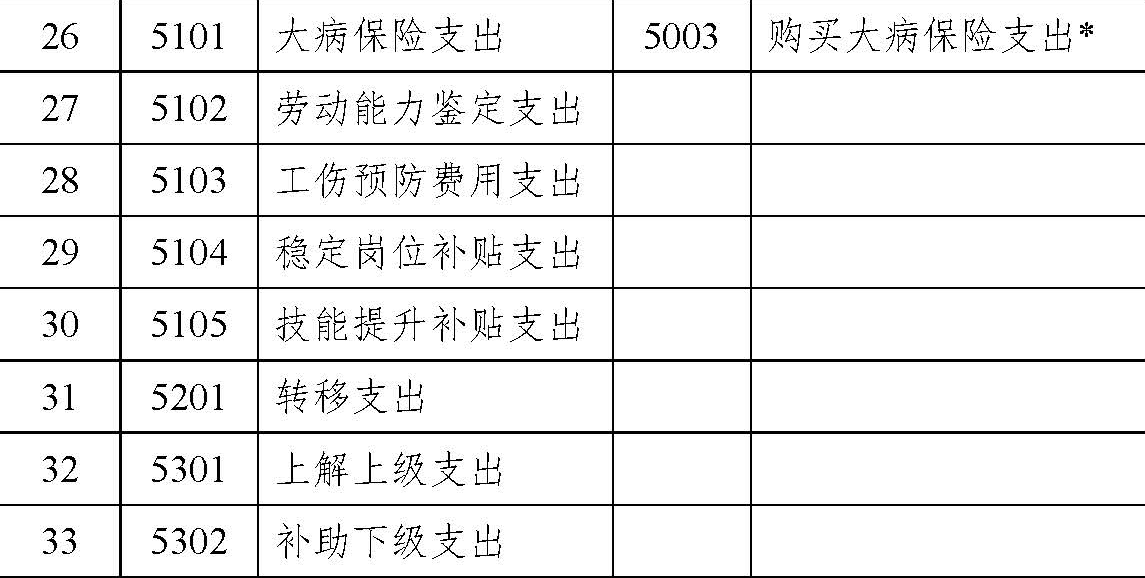 26 5101 大病保险支出 5003 购买大病保险支出*
27 5102 劳动能力鉴定支出
28 5103 工伤预防费用支出
29 5104 稳定岗位补贴支出
30 5105 技能提升补贴支出
31 5201 转移支出
32 5301 上解上级支出
33 5302 补助下级支出